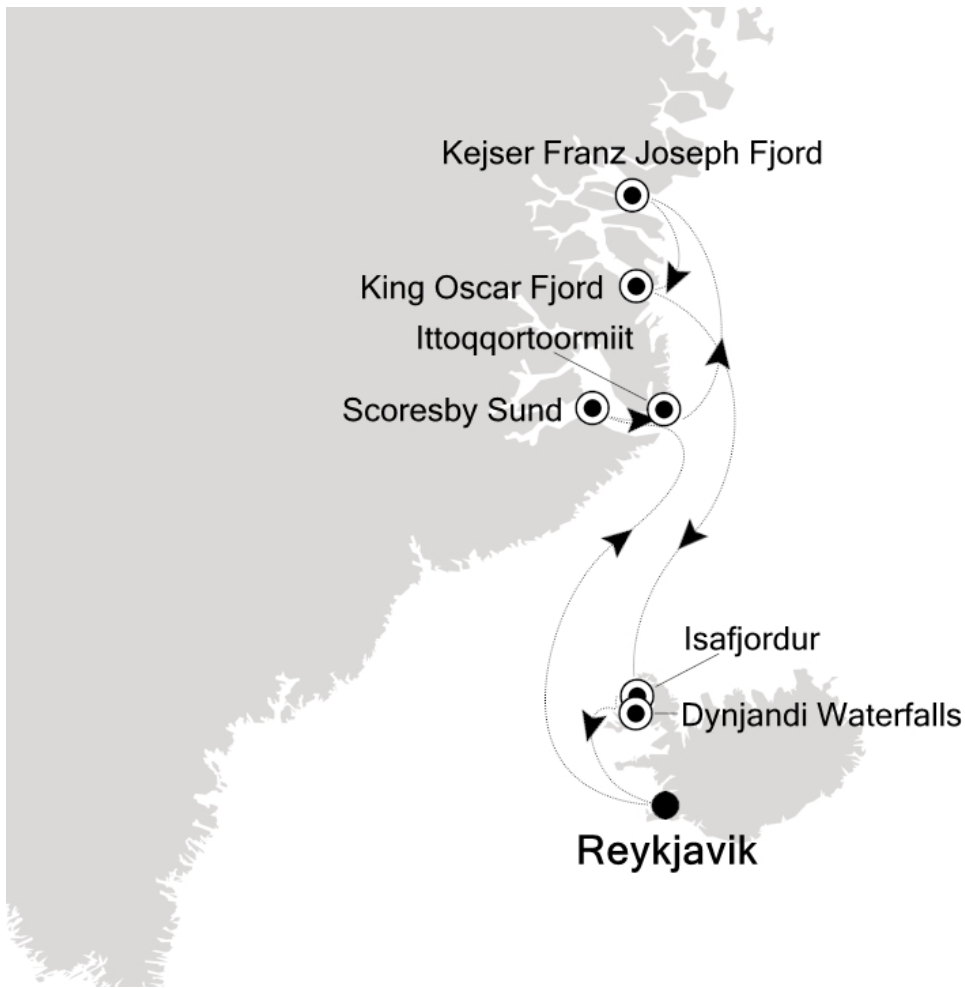 Kejser Franz Joseph Fjord
King Oscar Fjord
Ittoqqortoormiit
Scoresby Sund
Isafjordur
Dynjandi Waterfalls
Reykjavik